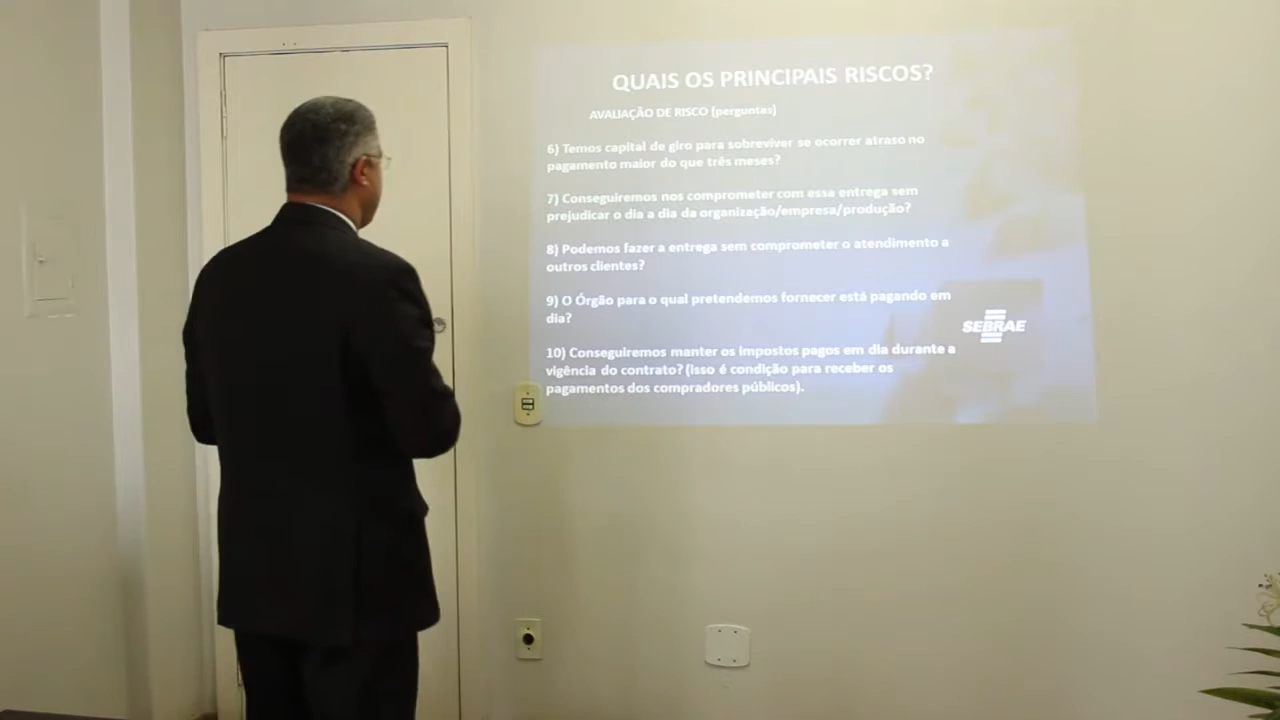 QUAIS OS PRINCIPAIS RISCOS?
AVALIAÇÃO DE RISCO (perguntas)
6) Temos capital de giro para sobreviver se ocorrer atraso no
pagamento maior do que três meses?
7) Conseguiremos nos comprometer com essa entrega sem
prejudicar o dia a dia da organização/empresa/produção?
8) Podemos fazer a entrega sem comprometer o atendimento a
outros clientes?
9) O Órgão para o qual pretendemos fornecer está pagando em
dia?
SEBRAE
10) Conseguiremos manter os impostos pagos em dia durante a
vigência do contrato? (isso é condição para receber os
pagamentos dos compradores públicos).